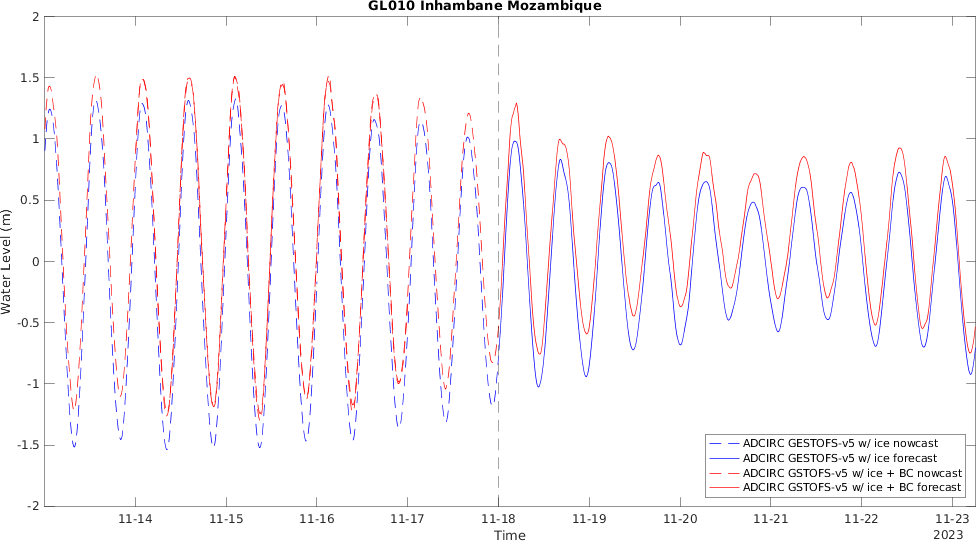 GL010 Inhambane Mozambique
Water Level (m)
2
1.5
1
0.5
0
-0.5
-1
-1.5
-2
ADCIRC GESTOFS-v5 w/ ice nowcast
ADCIRC GESTOFS-v5 w/ ice forecast
ADCIRC GSTOFS-v5 w/ ice + BC nowcast
ADCIRC GSTOFS-v5 w/ ice + BC forecast
11-14 11-15 11-16 11-17 11-18 11-19 11-20 11-21 11-22 11-23
Time
2023